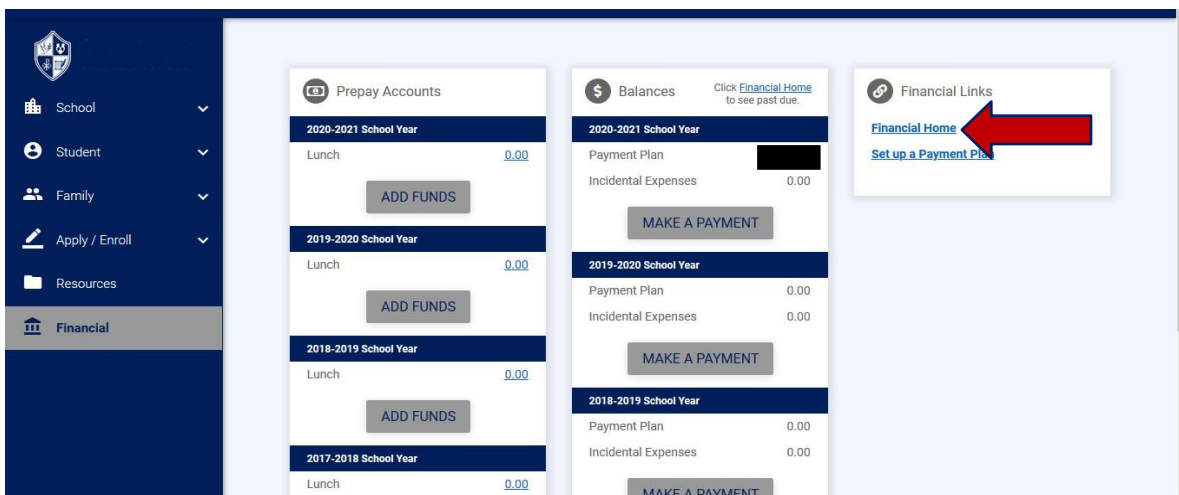 School
Student
Family
Apply / Enroll
Resources
Financial
Prepay Accounts
2020-2021 School Year
Lunch 0.00
ADD FUNDS
2019-2020 School Year
Lunch 0.00
ADD FUNDS
2018-2019 School Year
Lunch 0.00
ADD FUNDS
2017-2018 School Year
Lunch 0.00
Balances
Click Financial Home
to see past due.
2020-2021 School Year
Payment Plan
Incidental Expenses 0.00
MAKE A PAYMENT
2019-2020 School Year
Payment Plan 0.00
Incidental Expenses 0.00
MAKE A PAYMENT
2018-2019 School Year
Payment Plan 0.00
Incidental Expenses 0.00
MAKE A PAYMENT
Financial Links
Financial Home
Set up a Payment Plan